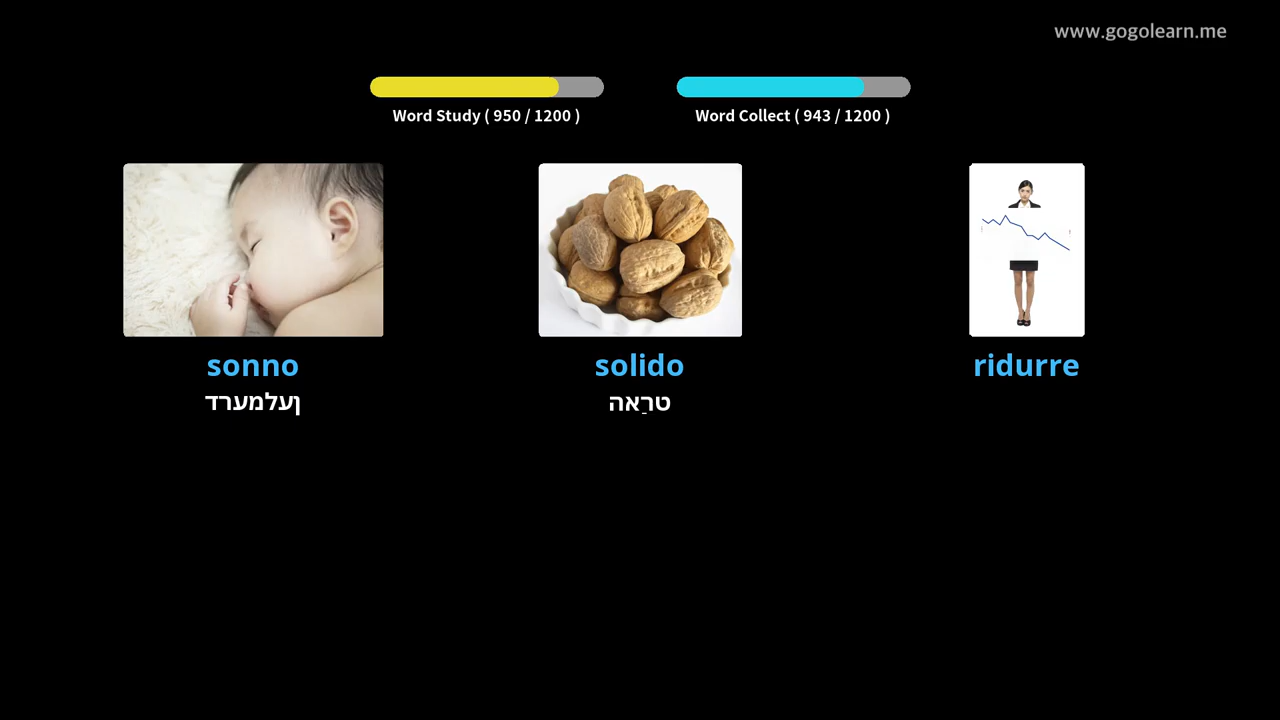 www.gogolearn.me
Word Study ( 950 / 1200 )
Word Collect ( 943 / 1200 )
sonno
solido
ridurre
ןעלמערד
טרַאה